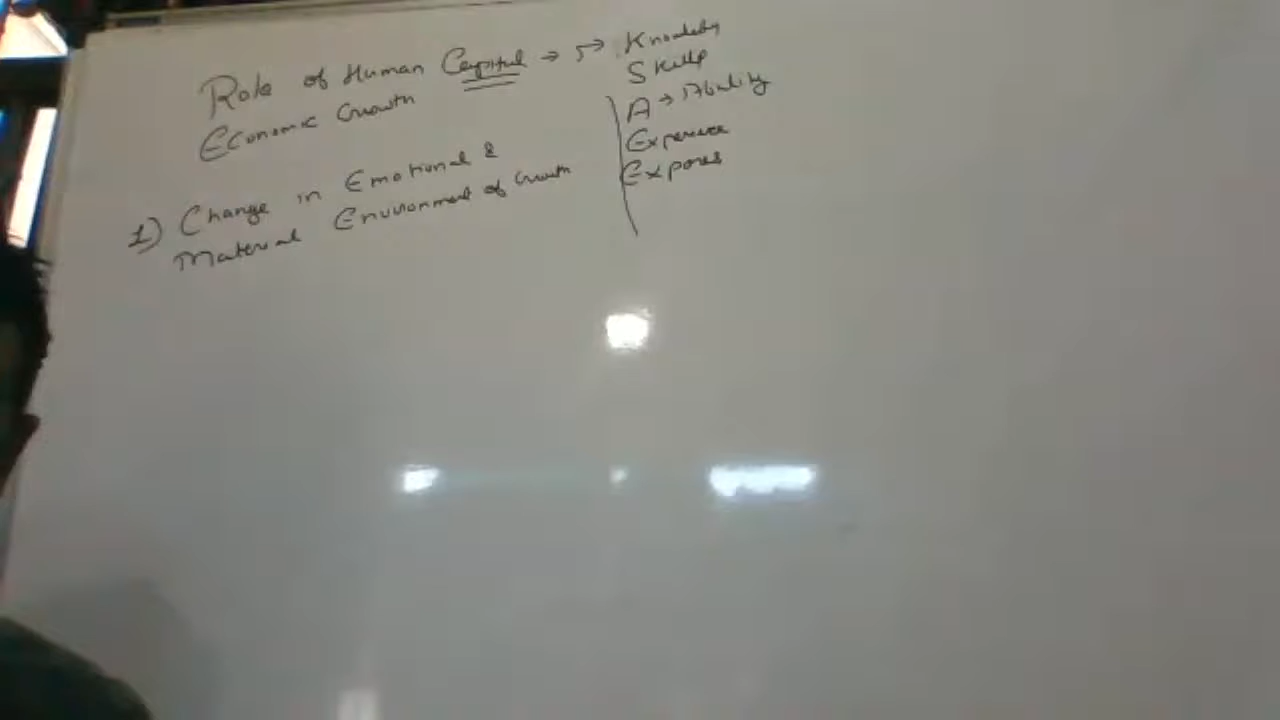 Role of Human Capital → 5 → Knowledge
Economic Growth
Skills
A → Ability
Experience
Expones
1) Change in Emotional &
Material Environment of Growth